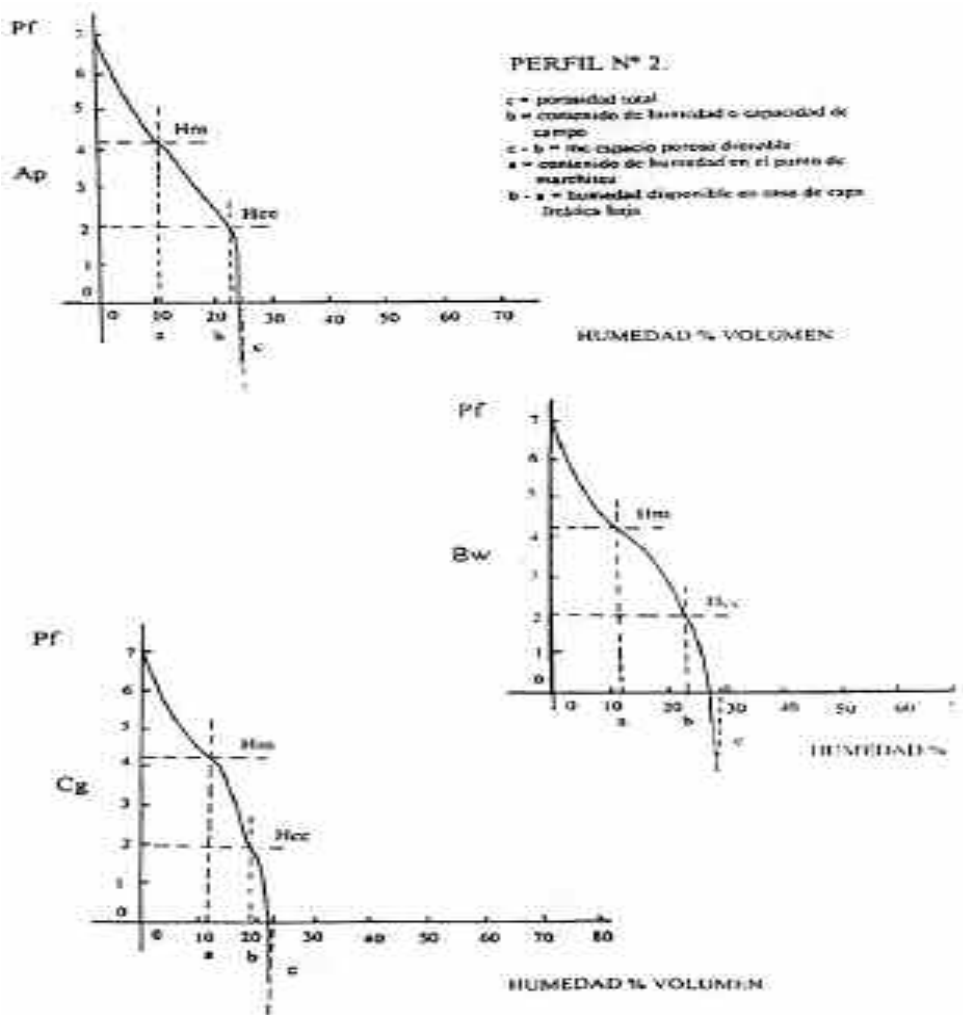 PERFIL N° 2.
c = porosidad total
b = contenido de humedad a capacidad de
campo
c - b = espacio poroso drenable
a = contenido de humedad en el punto de
marchitez
b - a = humedad disponible en caso de capa
freática baja
Pf
7
6
5
Hm
4
Ap
3
Hcc
2
1
0
0 10 20 30 40 50 60 70
a b c
HUMEDAD % VOLUMEN
Pf
7
6
5
Hm
4
Bw
3
2
1
0
0 10 20 30 40 50 60
a b c
HUMEDAD %
Pf
7
6
5
Hm
4
Cg
3
Hcc
2
1
0
0 10 20 30 40 50 60 70 80
a b c
HUMEDAD % VOLUMEN